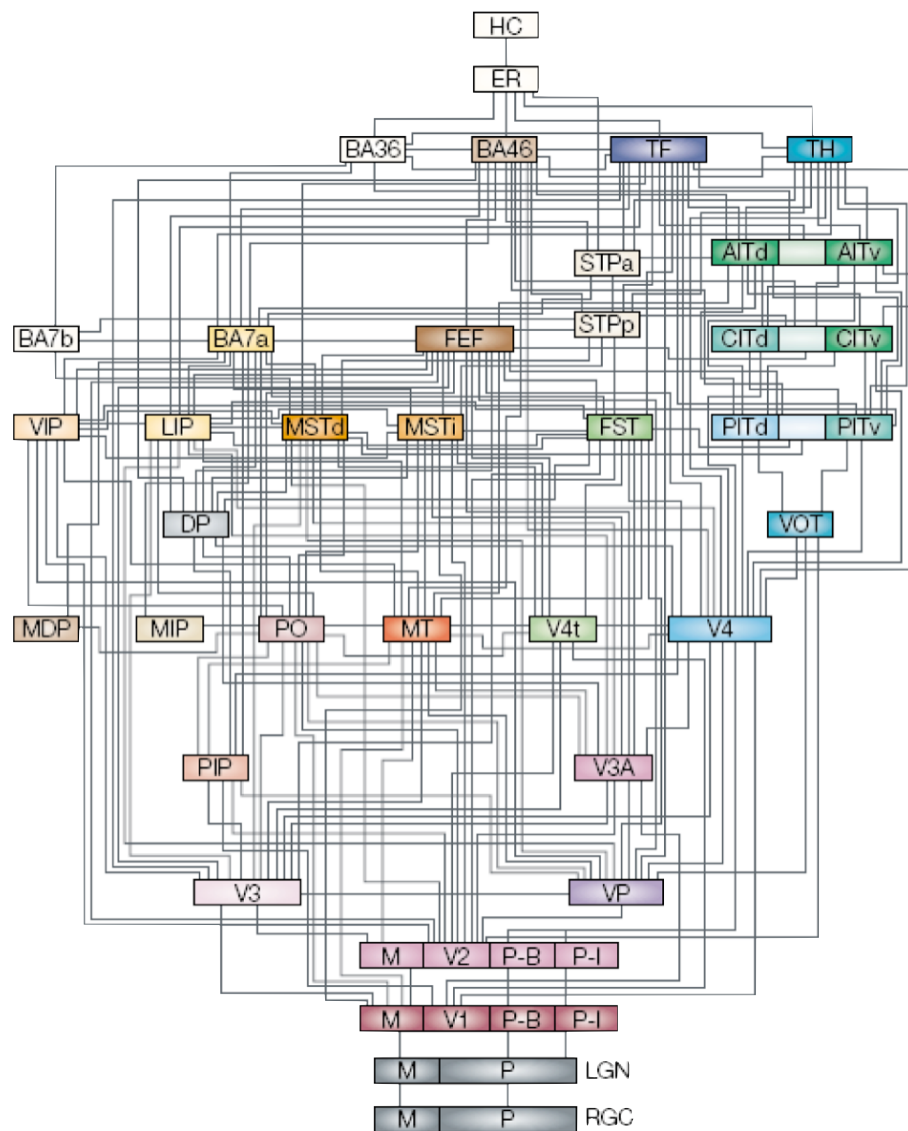 HC
ER
BA36 BA46 TF TH
STPa AITd AITv
BA7b BA7a FEF STPp CITd CITv
VIP LIP MSTd MSTi FST PITd PITv
DP VOT
MDP MIP PO MT V4t V4
PIP V3A
V3 VP
M V2 P-B P-I
M V1 P-B P-I
M P LGN
M P RGC